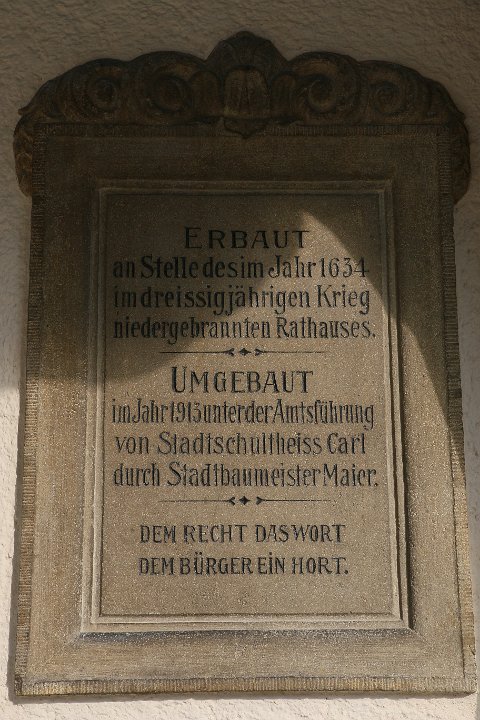 ERBAUT
an Stelle des im Jahr 1634
im dreissigjährigen Krieg
niedergebrannten Rathauses.
UMGEBAUT
im Jahr 1913 unter der Amtsführung
von Stadtschultheiss Carl
durch Stadtbaumeister Maier.
DEM RECHT DAS WORT
DEM BÜRGER EIN HORT.